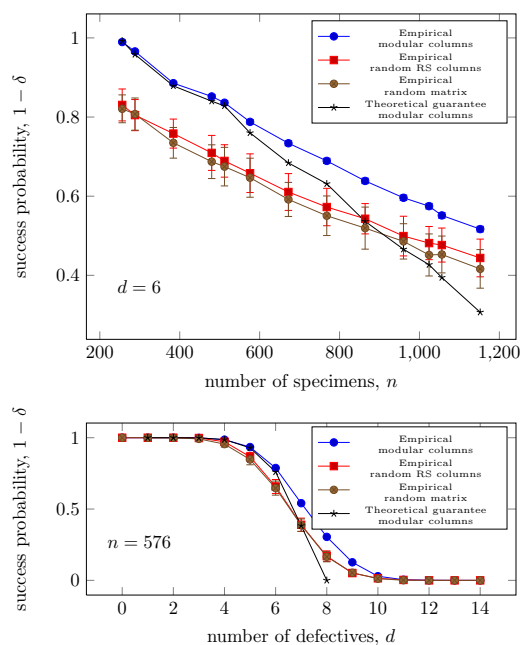 success probability, 1 − δ
1
0.8
0.6
0.4
200
400
600
800
1,000
1,200
number of specimens, n
d = 6
Empirical
modular columns
Empirical
random RS columns
Empirical
random matrix
Theoretical guarantee
modular columns
success probability, 1 − δ
1
0.5
0
0
2
4
6
8
10
12
14
number of defectives, d
n = 576
Empirical
modular columns
Empirical
random RS columns
Empirical
random matrix
Theoretical guarantee
modular columns